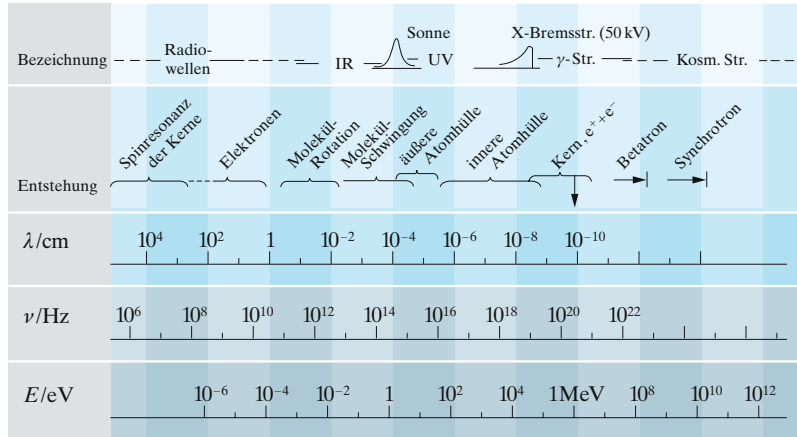 Bezeichnung
Radio-
wellen
IR
Sonne
UV
X-Bremsstr. (50 kV)
γ-Str.
Kosm. Str.
Entstehung
Spinresonanz
der Kerne
Elektronen
Molekül-
Rotation
Molekül-
Schwingung
äußere
Atomhülle
innere
Atomhülle
Kern, e⁺+e⁻
Betatron
Synchrotron
λ/cm 10⁴ 10² 1 10⁻² 10⁻⁴ 10⁻⁶ 10⁻⁸ 10⁻¹⁰
ν/Hz 10⁶ 10⁸ 10¹⁰ 10¹² 10¹⁴ 10¹⁶ 10¹⁸ 10²⁰ 10²²
E/eV 10⁻⁶ 10⁻⁴ 10⁻² 1 10² 10⁴ 1 MeV 10⁸ 10¹⁰ 10¹²